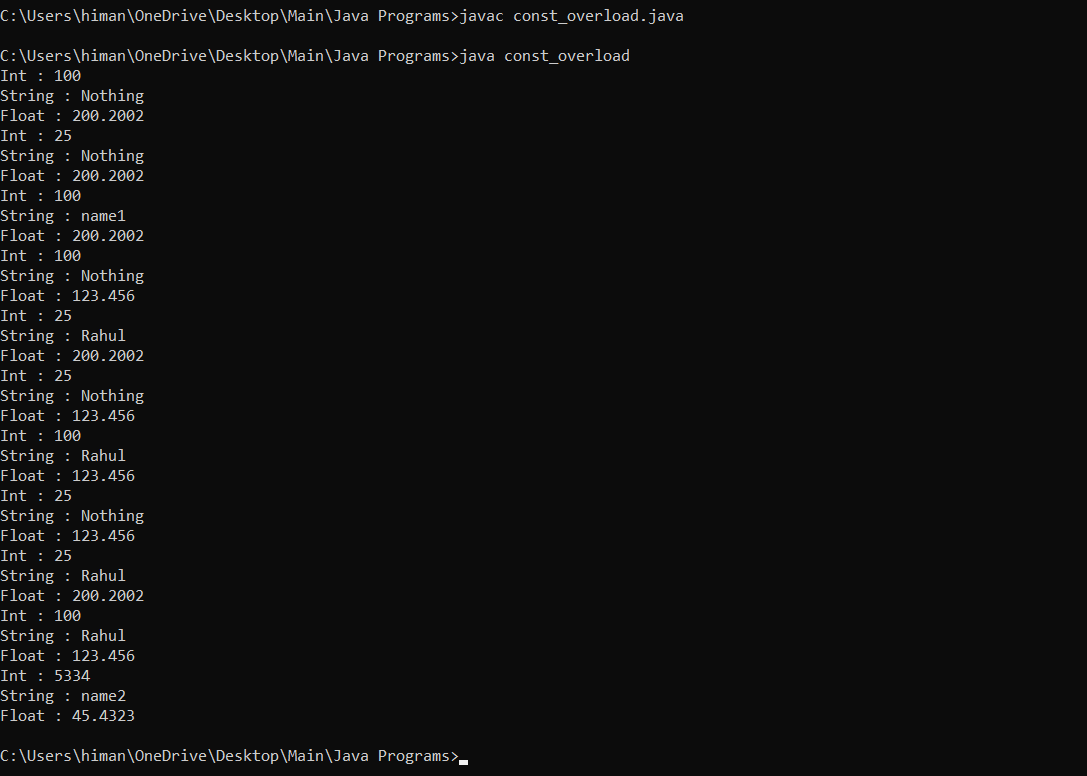 C:\Users\himan\OneDrive\Desktop\Main\Java Programs>javac const_overload.java
C:\Users\himan\OneDrive\Desktop\Main\Java Programs>java const_overload
Int : 100
String : Nothing
Float : 200.2002
Int : 25
String : Nothing
Float : 200.2002
Int : 100
String : name1
Float : 200.2002
Int : 100
String : Nothing
Float : 123.456
Int : 25
String : Rahul
Float : 200.2002
Int : 25
String : Nothing
Float : 123.456
Int : 100
String : Rahul
Float : 123.456
Int : 25
String : Nothing
Float : 123.456
Int : 25
String : Rahul
Float : 200.2002
Int : 100
String : Rahul
Float : 123.456
Int : 5334
String : name2
Float : 45.4323
C:\Users\himan\OneDrive\Desktop\Main\Java Programs>